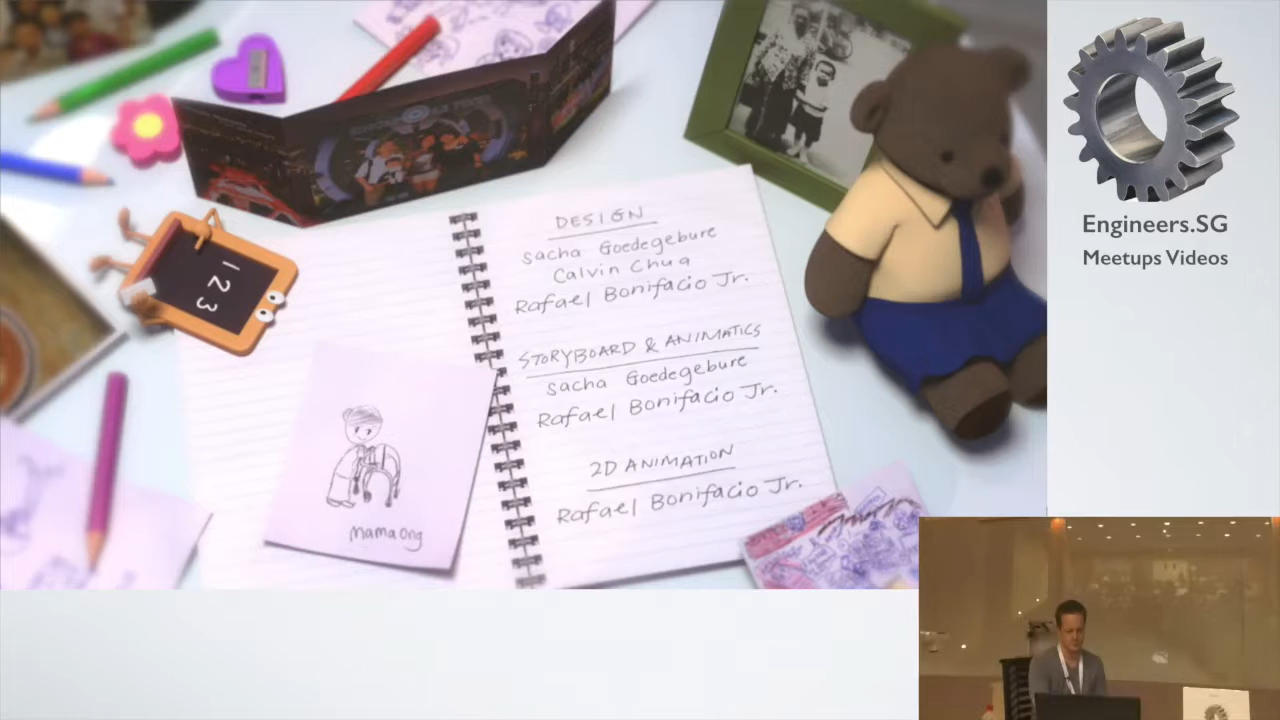 DESIGN
Sacha Goedegebure
Calvin Chua
Rafael Bonifacio Jr.
STORYBOARD & ANIMATICS
Sacha Goedegebure
Rafael Bonifacio Jr.
2D ANIMATION
Rafael Bonifacio Jr.
mama ong
1 2 3
Engineers.SG
Meetups Videos